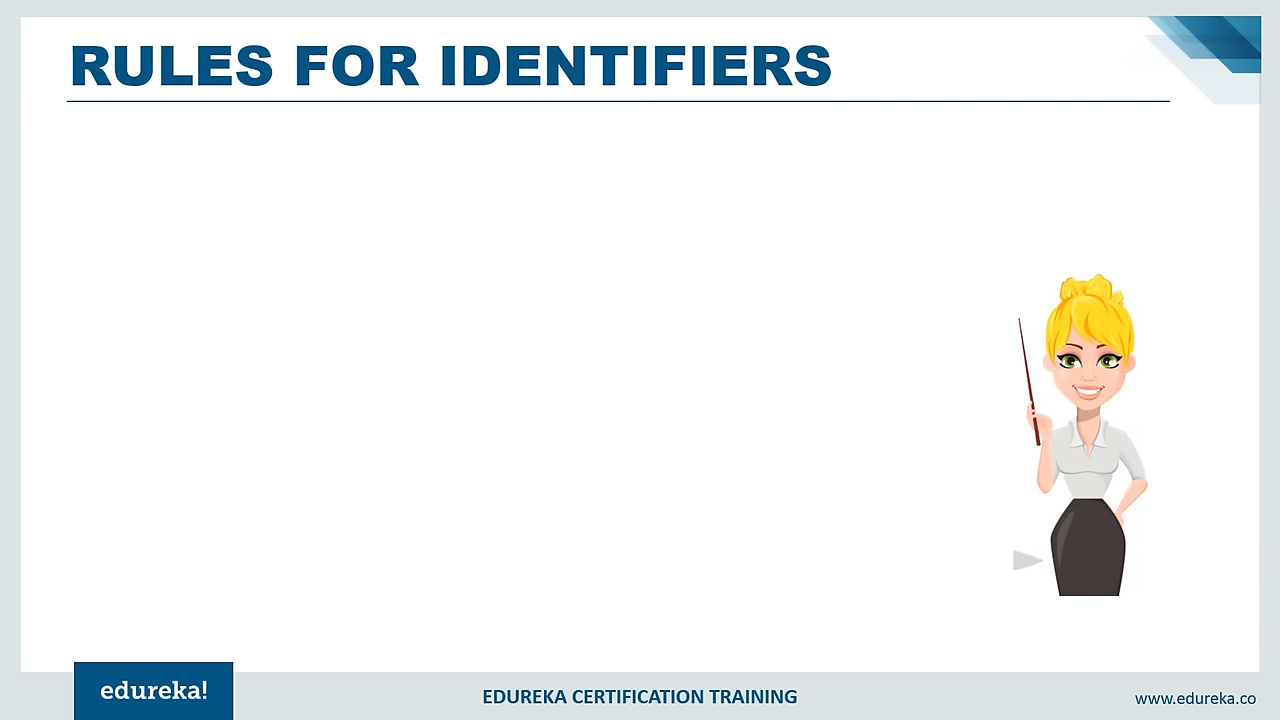 RULES FOR IDENTIFIERS
edureka!
EDUREKA CERTIFICATION TRAINING
www.edureka.co